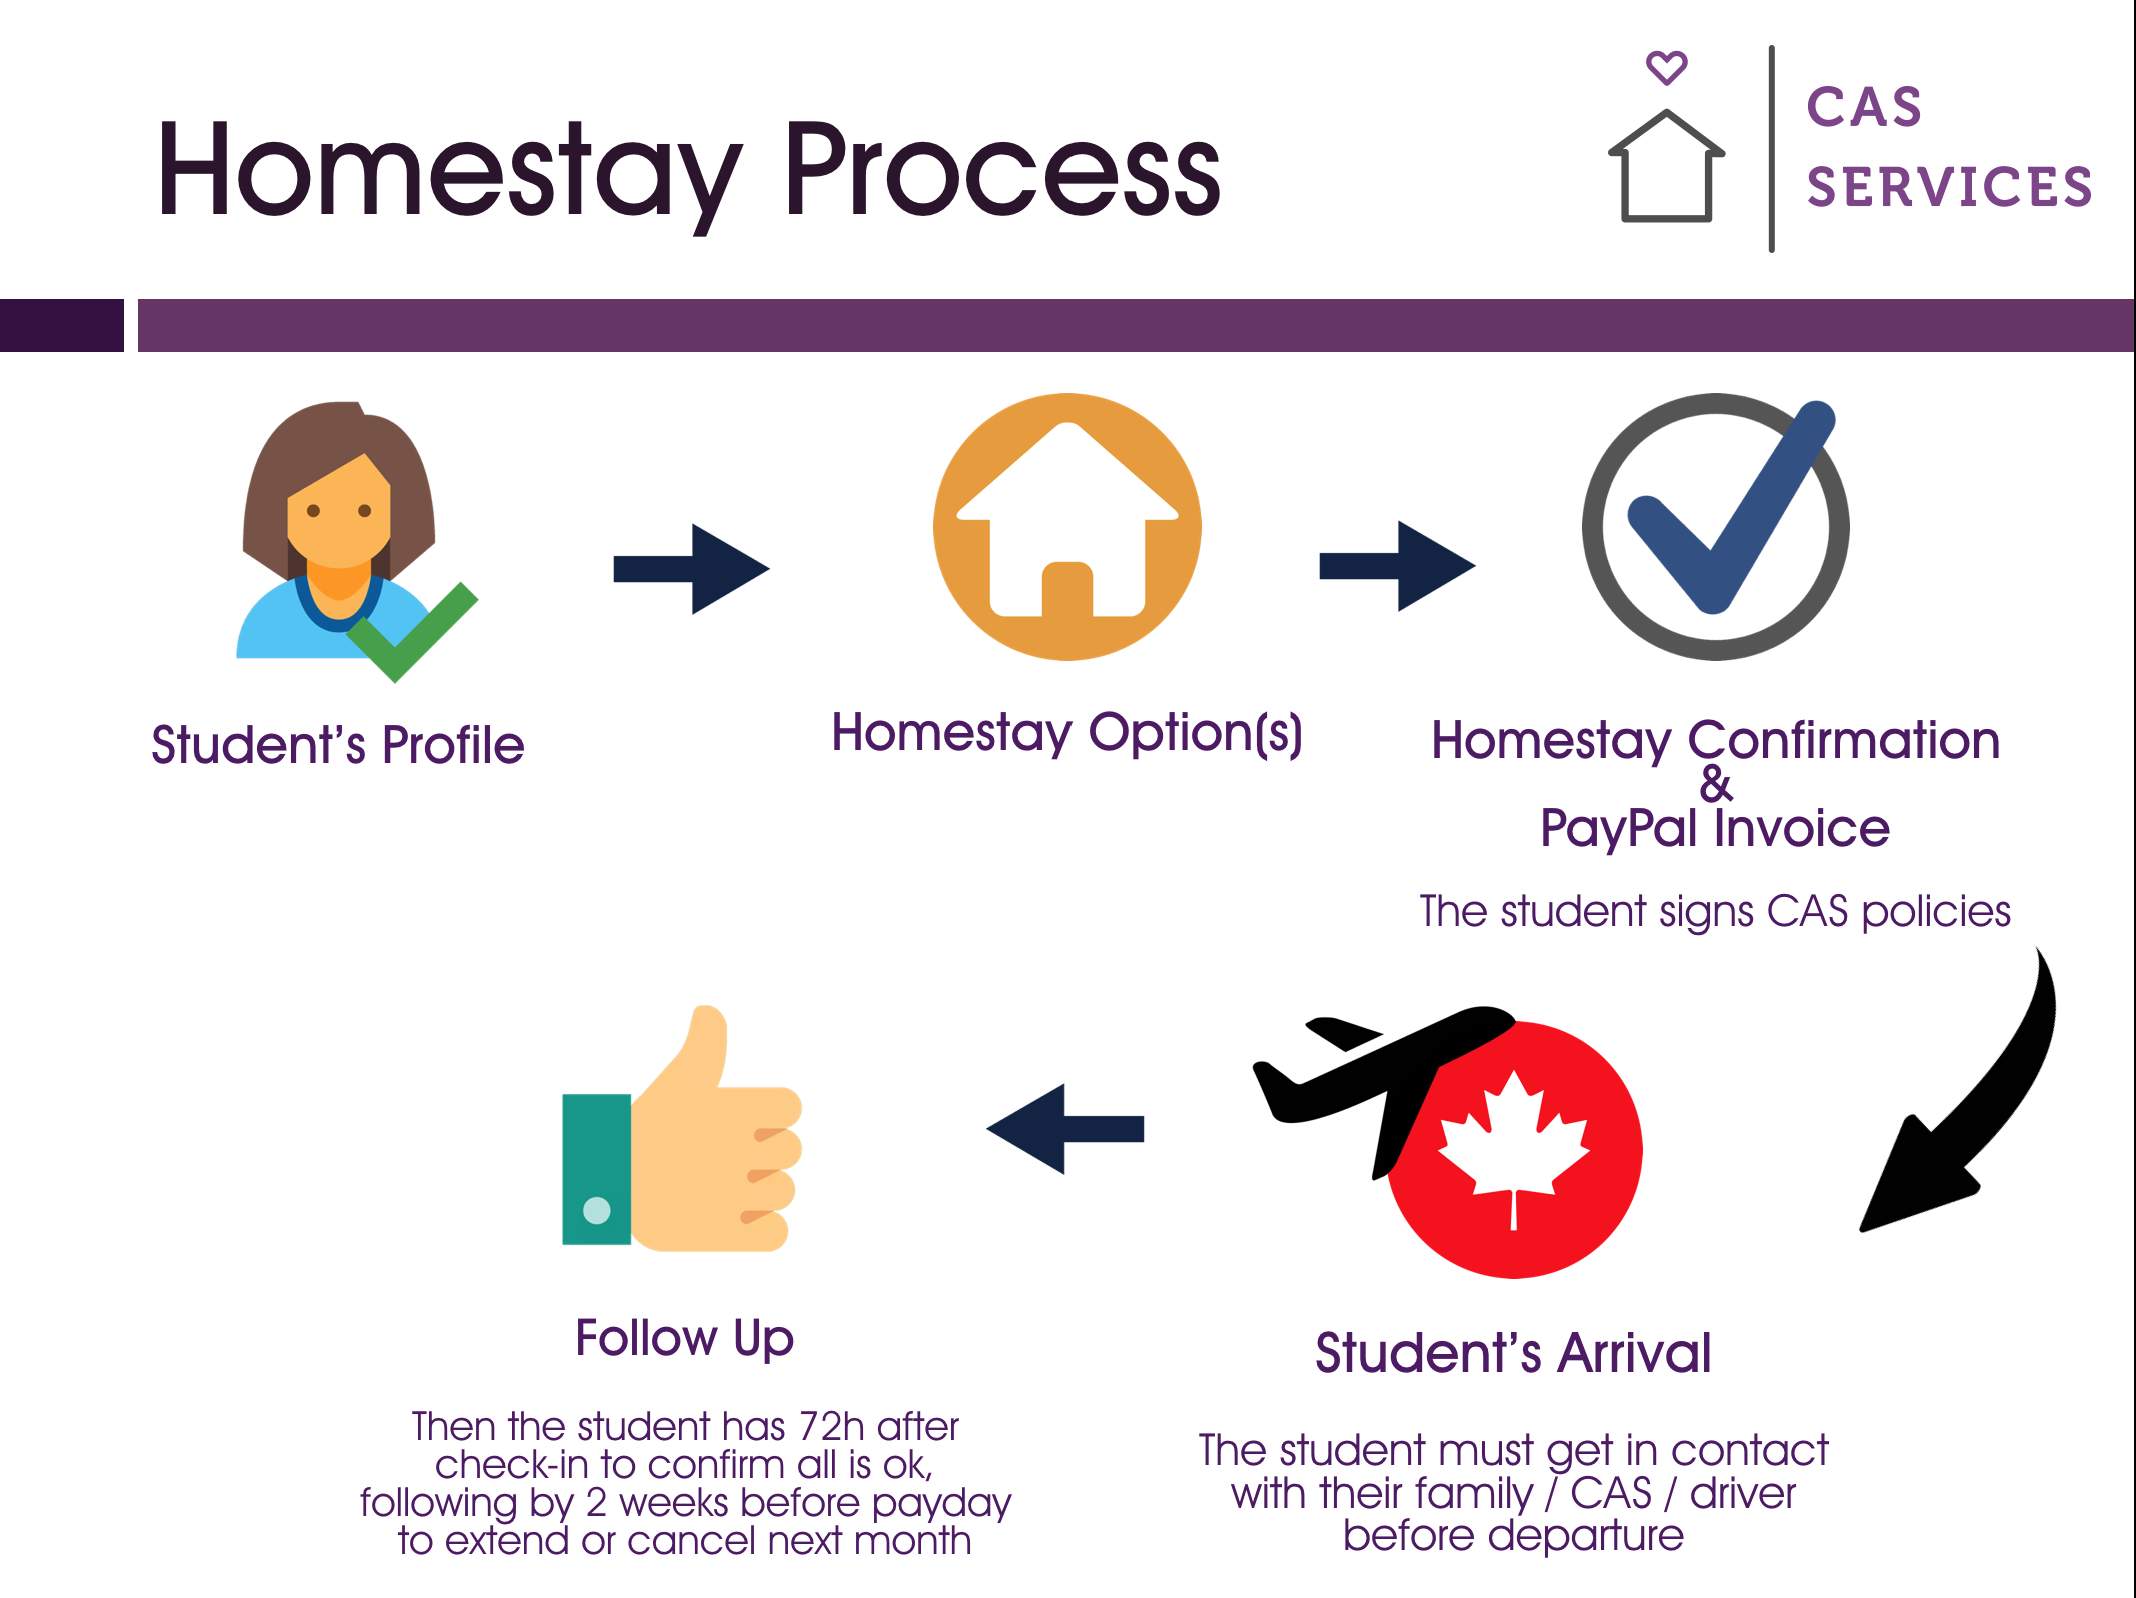 Homestay Process
CAS
SERVICES
Student’s Profile
Homestay Option(s)
Homestay Confirmation
&
PayPal Invoice
The student signs CAS policies
Follow Up
Then the student has 72h after
check-in to confirm all is ok,
following by 2 weeks before payday
to extend or cancel next month
Student’s Arrival
The student must get in contact
with their family / CAS / driver
before departure